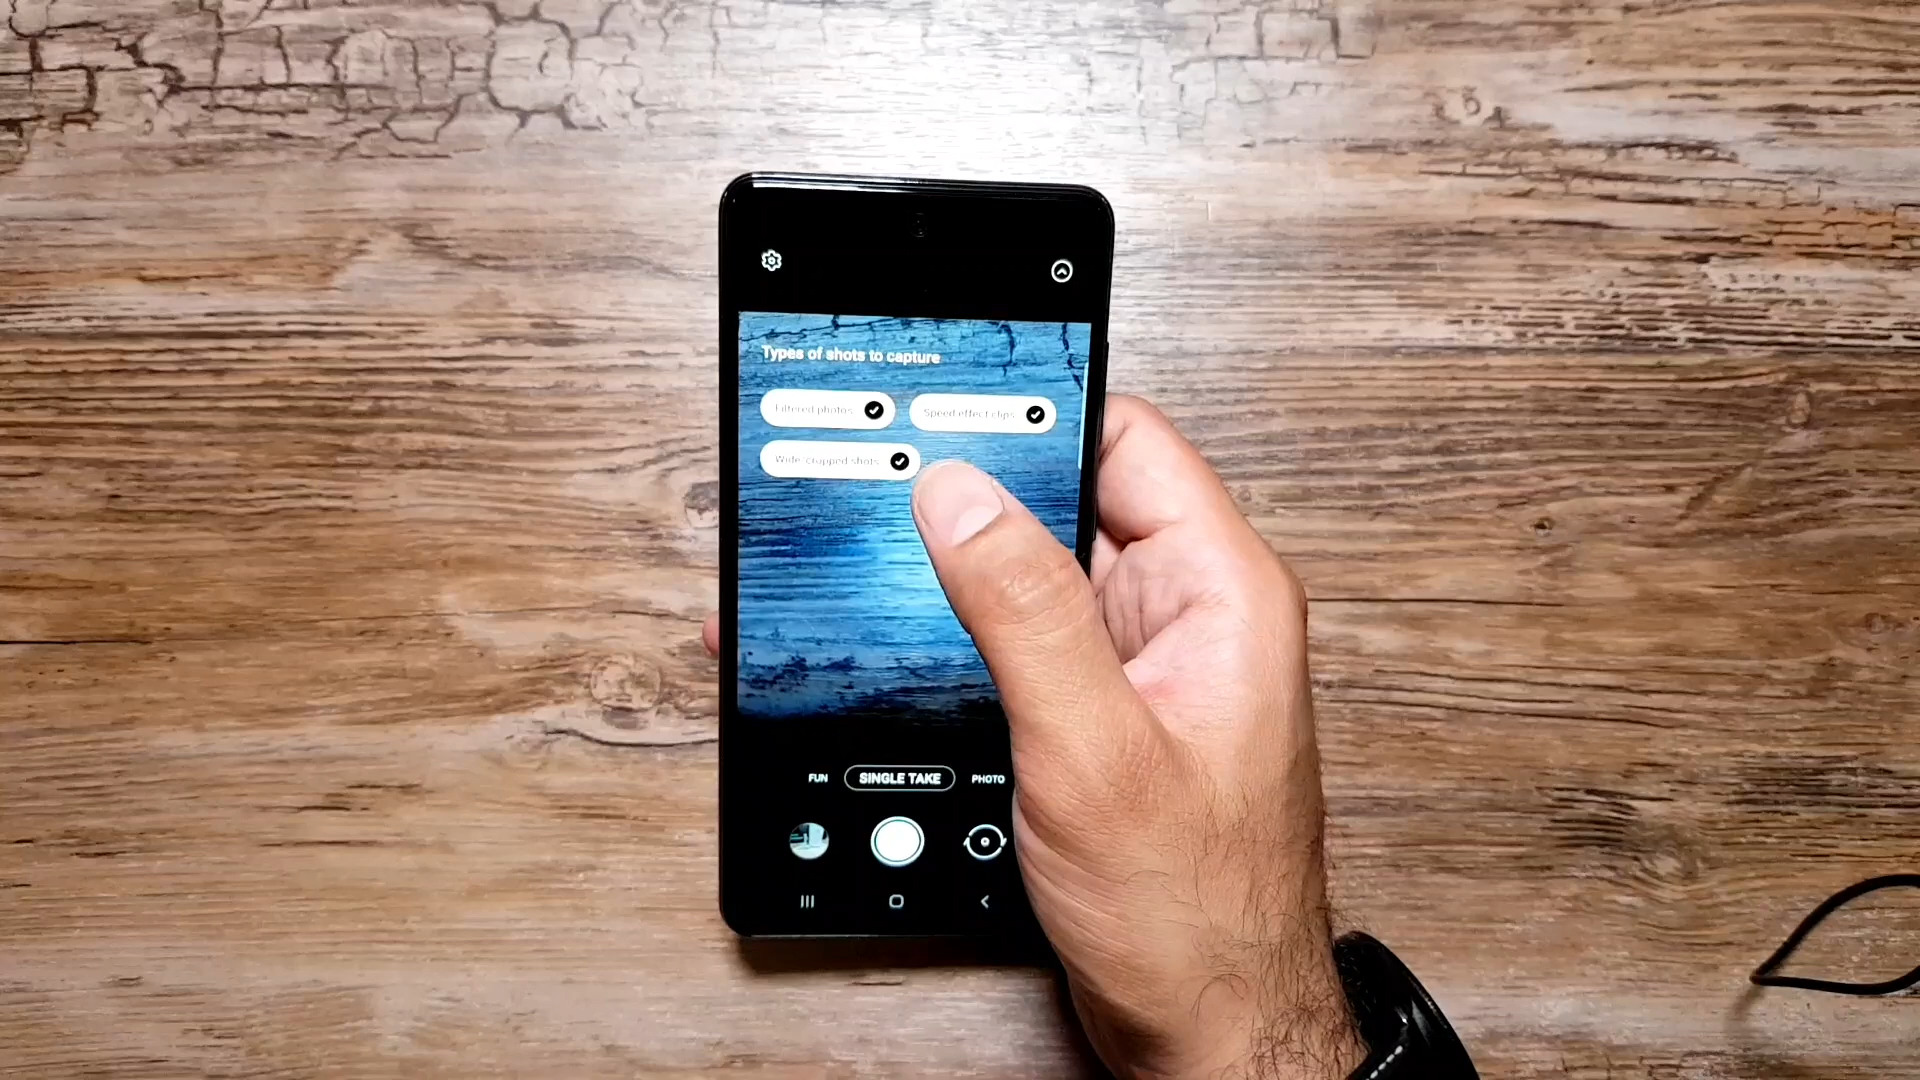 Types of shots to capture
Filtered photos Speed effect clips
Wide/cropped shots
FUN SINGLE TAKE PHOTO